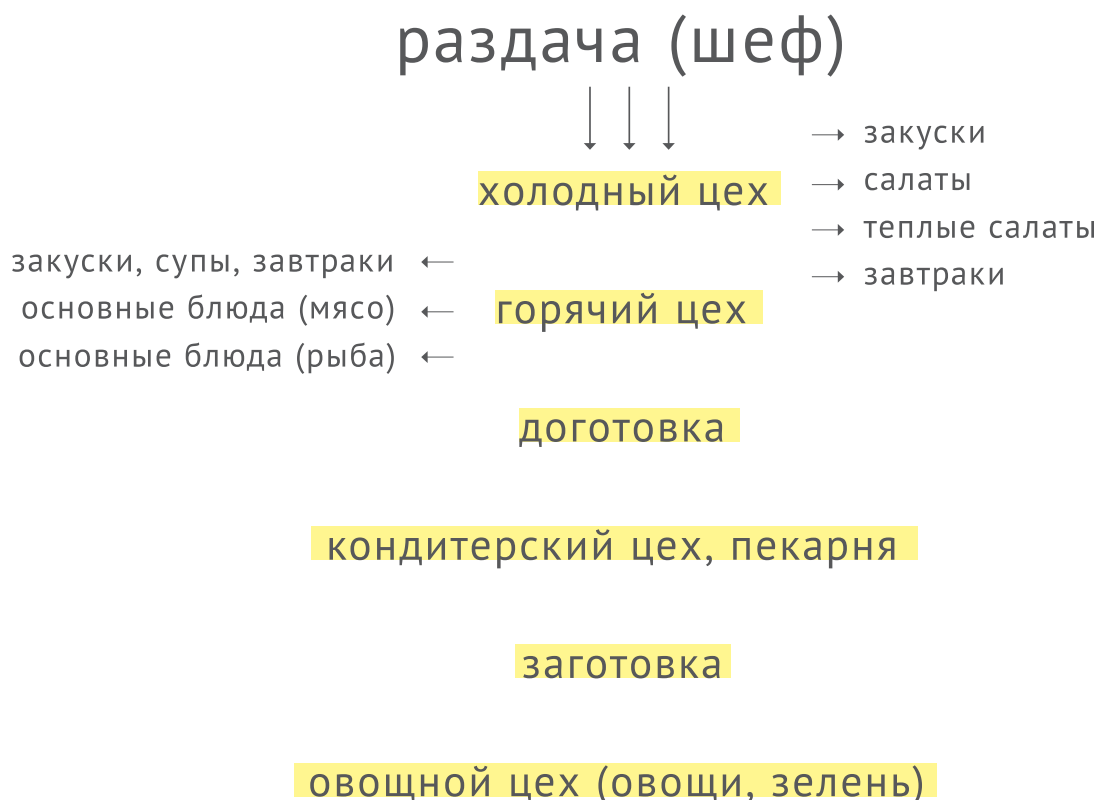 раздача (шеф)
закуски
салаты
холодный цех
теплые салаты
завтраки
закуски, супы, завтраки
основные блюда (мясо)
горячий цех
основные блюда (рыба)
доготовка
кондитерский цех, пекарня
заготовка
овощной цех (овощи, зелень)